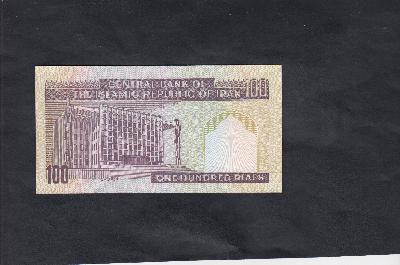 CENTRAL BANK OF
THE ISLAMIC REPUBLIC OF IRAN
100
100
ONE HUNDRED RIALS